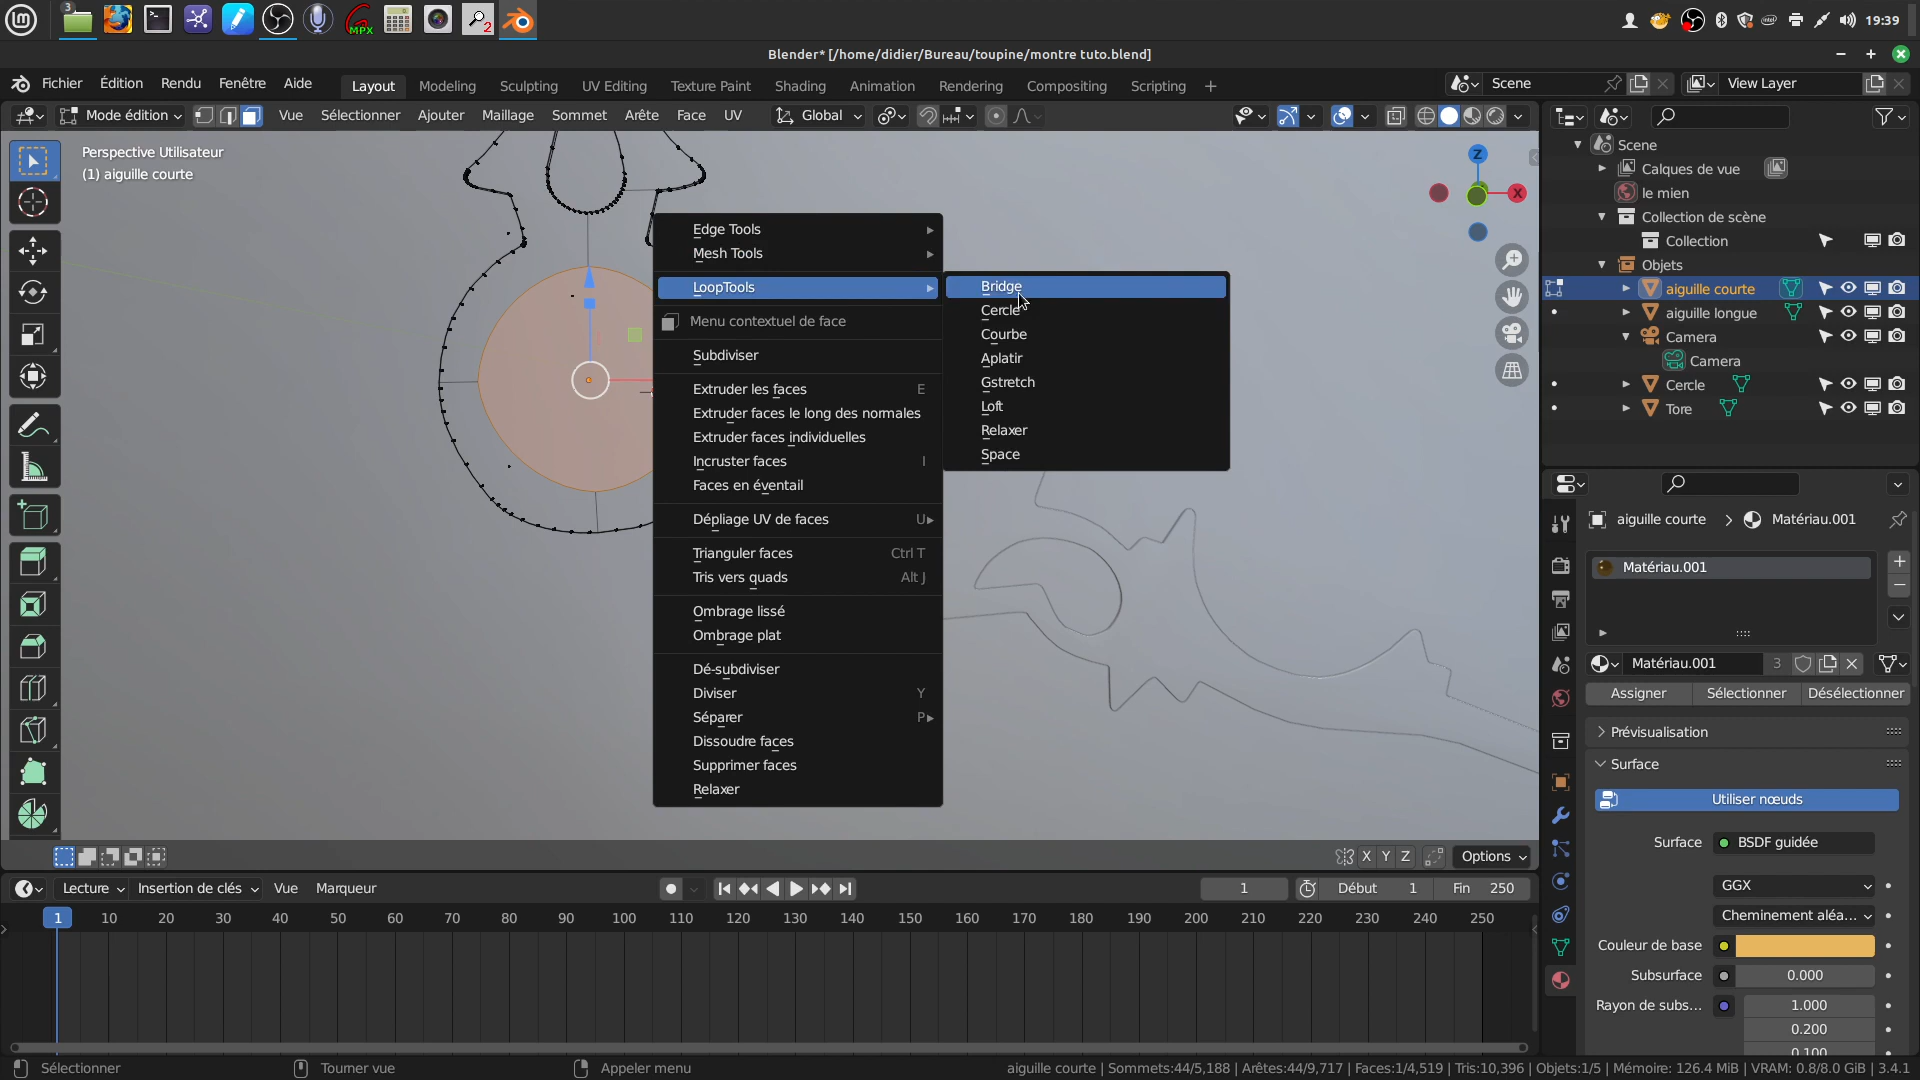 3
MPX
2
19:39
Blender* [/home/didier/Bureau/toupine/montre tuto.blend]
Fichier Édition Rendu Fenêtre Aide
Layout Modeling Sculpting UV Editing Texture Paint Shading Animation Rendering Compositing Scripting +
Scene
View Layer
Mode édition
Vue Sélectionner Ajouter Maillage Sommet Arête Face UV
Global
Perspective Utilisateur
(1) aiguille courte
Z
X
Edge Tools
Mesh Tools
LoopTools
Menu contextuel de face
Subdiviser
Extruder les faces E
Extruder faces le long des normales
Extruder faces individuelles
Incruster faces I
Faces en éventail
Dépliage UV de faces U
Trianguler faces Ctrl T
Tris vers quads Alt J
Ombrage lissé
Ombrage plat
Dé-subdiviser
Diviser Y
Séparer P
Dissoudre faces
Supprimer faces
Relaxer
Bridge
Cercle
Courbe
Aplatir
Gstretch
Loft
Relaxer
Space
Scene
Calques de vue
le mien
Collection de scène
Collection
Objets
aiguille courte
aiguille longue
Camera
Camera
Cercle
Tore
aiguille courte > Matériau.001
Matériau.001
Matériau.001 3
Assigner Sélectionner Désélectionner
Prévisualisation
Surface
Utiliser nœuds
Surface BSDF guidée
GGX
Cheminement aléa...
Couleur de base
Subsurface 0.000
Rayon de subs... 1.000
0.200
0.100
X Y Z
Options
Lecture Insertion de clés Vue Marqueur
1 Début 1 Fin 250
1 10 20 30 40 50 60 70 80 90 100 110 120 130 140 150 160 170 180 190 200 210 220 230 240 250
Sélectionner Tourner vue Appeler menu
aiguille courte | Sommets:44/5,188 | Arêtes:44/9,717 | Faces:1/4,519 | Tris:10,396 | Objets:1/5 | Mémoire: 126.4 MiB | VRAM: 0.8/8.0 GiB | 3.4.1